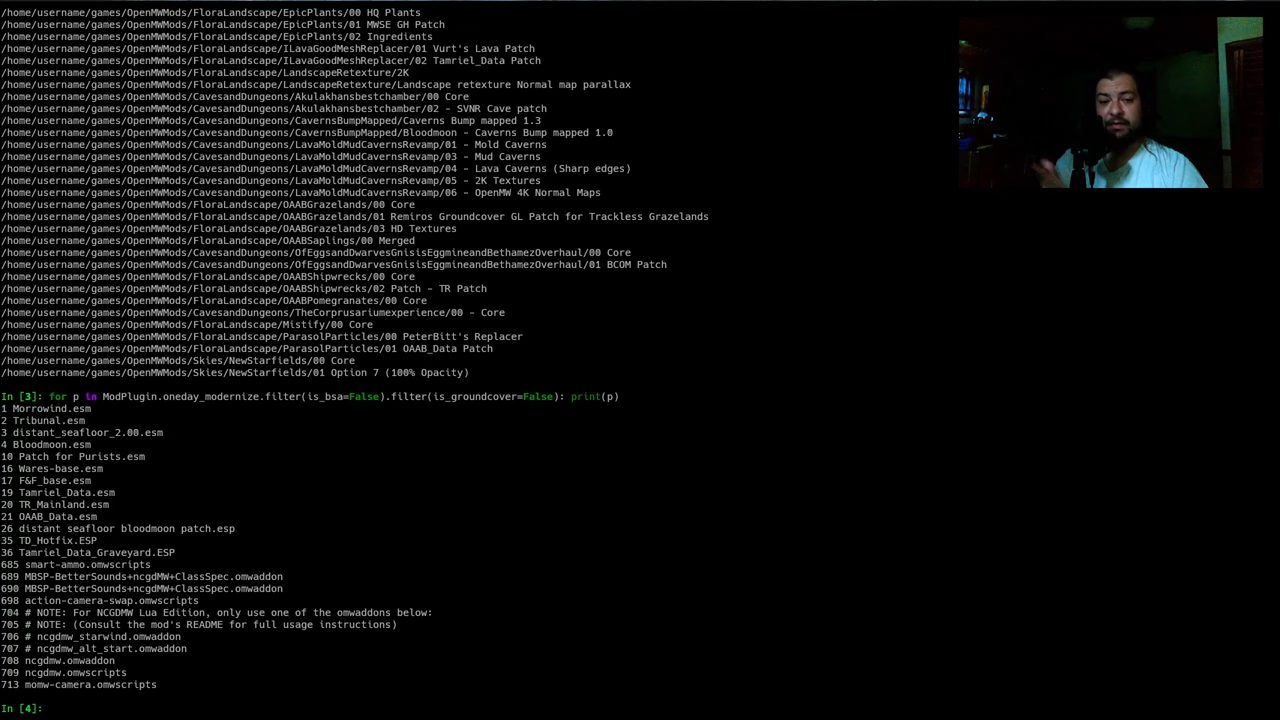 /home/username/games/OpenMWMods/FloraLandscape/EpicPlants/00 HQ Plants
/home/username/games/OpenMWMods/FloraLandscape/EpicPlants/01 MWSE GH Patch
/home/username/games/OpenMWMods/FloraLandscape/EpicPlants/02 Ingredients
/home/username/games/OpenMWMods/FloraLandscape/ILavaGoodMeshReplacer/01 Vurt's Lava Patch
/home/username/games/OpenMWMods/FloraLandscape/ILavaGoodMeshReplacer/02 Tamriel_Data Patch
/home/username/games/OpenMWMods/FloraLandscape/LandscapeRetexture/2K
/home/username/games/OpenMWMods/FloraLandscape/LandscapeRetexture/Landscape retexture Normal map parallax
/home/username/games/OpenMWMods/CavesandDungeons/Akulakhansbestchamber/00 Core
/home/username/games/OpenMWMods/CavesandDungeons/Akulakhansbestchamber/02 - SVNR Cave patch
/home/username/games/OpenMWMods/CavesandDungeons/CavernsBumpMapped/Caverns Bump mapped 1.3
/home/username/games/OpenMWMods/CavesandDungeons/CavernsBumpMapped/Bloodmoon - Caverns Bump mapped 1.0
/home/username/games/OpenMWMods/CavesandDungeons/LavaMoldMudCavernsRevamp/01 - Mold Caverns
/home/username/games/OpenMWMods/CavesandDungeons/LavaMoldMudCavernsRevamp/03 - Mud Caverns
/home/username/games/OpenMWMods/CavesandDungeons/LavaMoldMudCavernsRevamp/04 - Lava Caverns (Sharp edges)
/home/username/games/OpenMWMods/CavesandDungeons/LavaMoldMudCavernsRevamp/05 - 2K Textures
/home/username/games/OpenMWMods/CavesandDungeons/LavaMoldMudCavernsRevamp/06 - OpenMW 4K Normal Maps
/home/username/games/OpenMWMods/FloraLandscape/OAABGrazelands/00 Core
/home/username/games/OpenMWMods/FloraLandscape/OAABGrazelands/01 Remiros Groundcover GL Patch for Trackless Grazelands
/home/username/games/OpenMWMods/FloraLandscape/OAABGrazelands/03 HD Textures
/home/username/games/OpenMWMods/FloraLandscape/OAABSaplings/00 Merged
/home/username/games/OpenMWMods/CavesandDungeons/OfEggsandDwarvesGnisisEggmineandBethamezOverhaul/00 Core
/home/username/games/OpenMWMods/CavesandDungeons/OfEggsandDwarvesGnisisEggmineandBethamezOverhaul/01 BCOM Patch
/home/username/games/OpenMWMods/FloraLandscape/OAABShipwrecks/00 Core
/home/username/games/OpenMWMods/FloraLandscape/OAABShipwrecks/02 Patch - TR Patch
/home/username/games/OpenMWMods/FloraLandscape/OAABPomegranates/00 Core
/home/username/games/OpenMWMods/CavesandDungeons/TheCorprusariumexperience/00 - Core
/home/username/games/OpenMWMods/FloraLandscape/Mistify/00 Core
/home/username/games/OpenMWMods/FloraLandscape/ParasolParticles/00 PeterBitt's Replacer
/home/username/games/OpenMWMods/FloraLandscape/ParasolParticles/01 OAAB_Data Patch
/home/username/games/OpenMWMods/Skies/NewStarfields/00 Core
/home/username/games/OpenMWMods/Skies/NewStarfields/01 Option 7 (100% Opacity)
In [3]: for p in ModPlugin.oneday_modernize.filter(is_bsa=False).filter(is_groundcover=False): print(p)
1 Morrowind.esm
2 Tribunal.esm
3 distant_seafloor_2.00.esm
4 Bloodmoon.esm
10 Patch for Purists.esm
16 Wares-base.esm
17 F&F_base.esm
19 Tamriel_Data.esm
20 TR_Mainland.esm
21 OAAB_Data.esm
26 distant seafloor bloodmoon patch.esp
35 TD_Hotfix.ESP
36 Tamriel_Data_Graveyard.ESP
685 smart-ammo.omwscripts
689 MBSP-BetterSounds+ncgdMW+ClassSpec.omwaddon
690 MBSP-BetterSounds+ncgdMW+ClassSpec.omwaddon
698 action-camera-swap.omwscripts
704 # NOTE: For NCGDMW Lua Edition, only use one of the omwaddons below:
705 # NOTE: (Consult the mod's README for full usage instructions)
706 # ncgdmw_starwind.omwaddon
707 # ncgdmw_alt_start.omwaddon
708 ncgdmw.omwaddon
709 ncgdmw.omwscripts
713 momw-camera.omwscripts
In [4]: